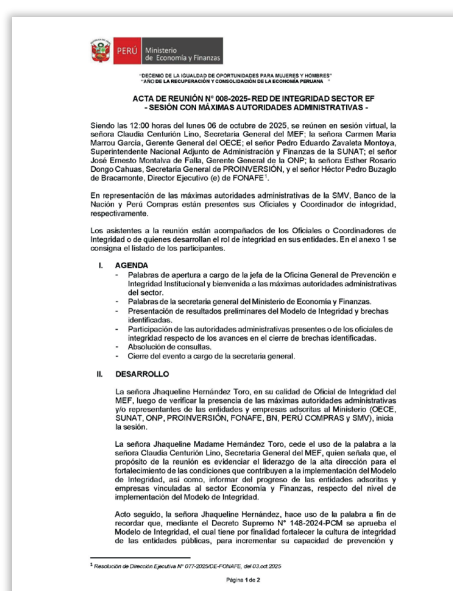 PERÚ
Ministerio
de Economía y Finanzas
"DECENIO DE LA IGUALDAD DE OPORTUNIDADES PARA MUJERES Y HOMBRES"
"AÑO DE LA RECUPERACIÓN Y CONSOLIDACIÓN DE LA ECONOMÍA PERUANA "
ACTA DE REUNIÓN N° 008-2025- RED DE INTEGRIDAD SECTOR EF
- SESIÓN CON MÁXIMAS AUTORIDADES ADMINISTRATIVAS -
Siendo las 12:00 horas del lunes 06 de octubre de 2025, se reúnen en sesión virtual, la
señora Claudia Centurión Lino, Secretaria General del MEF; la señora Carmen María
Marrou García, Gerente General del OECE; el señor Pedro Eduardo Zavaleta Montoya,
Superintendente Nacional Adjunto de Administración y Finanzas de la SUNAT; el señor
José Ernesto Montalva de Falla, Gerente General de la ONP; la señora Esther Rosario
Dongo Cahuas, Secretaria General de PROINVERSIÓN, y el señor Héctor Pedro Buzaglo
de Bracamonte, Director Ejecutivo (e) de FONAFE¹.
En representación de las máximas autoridades administrativas de la SMV, Banco de la
Nación y Perú Compras están presentes sus Oficiales y Coordinador de integridad,
respectivamente.
Los asistentes a la reunión están acompañados de los Oficiales o Coordinadores de
Integridad o de quienes desarrollan el rol de integridad en sus entidades. En el anexo 1 se
consigna el listado de los participantes.
I. AGENDA
- Palabras de apertura a cargo de la jefa de la Oficina General de Prevención e
Integridad Institucional y bienvenida a las máximas autoridades administrativas
del sector.
- Palabras de la secretaria general del Ministerio de Economía y Finanzas.
- Presentación de resultados preliminares del Modelo de Integridad y brechas
identificadas.
- Participación de las autoridades administrativas presentes o de los oficiales de
integridad respecto de los avances en el cierre de brechas identificadas.
- Absolución de consultas.
- Cierre del evento a cargo de la secretaria general.
II. DESARROLLO
La señora Jhaqueline Hernández Toro, en su calidad de Oficial de Integridad del
MEF, luego de verificar la presencia de las máximas autoridades administrativas
y/o representantes de las entidades y empresas adscritas al Ministerio (OECE,
SUNAT, ONP, PROINVERSIÓN, FONAFE, BN, PERÚ COMPRAS y SMV), inicia
la sesión.
La señora Jhaqueline Madame Hernández Toro, cede el uso de la palabra a la
señora Claudia Centurión Lino, Secretaria General del MEF, quien señala que, el
propósito de la reunión es evidenciar el liderazgo de la alta dirección para el
fortalecimiento de las condiciones que contribuyen a la implementación del Modelo
de Integridad, así como, informar del progreso de las entidades adscritas y
empresas vinculadas al sector Economía y Finanzas, respecto del nivel de
implementación del Modelo de Integridad.
Acto seguido, la señora Jhaqueline Hernández, hace uso de la palabra a fin de
recordar que, mediante el Decreto Supremo N° 148-2024-PCM se aprueba el
Modelo de Integridad, el cual tiene por finalidad fortalecer la cultura de integridad
de las entidades públicas, para incrementar su capacidad de prevención y
¹ Resolución de Dirección Ejecutiva N° 077-2025/DE-FONAFE, del 03.oct.2025
Página 1 de 2